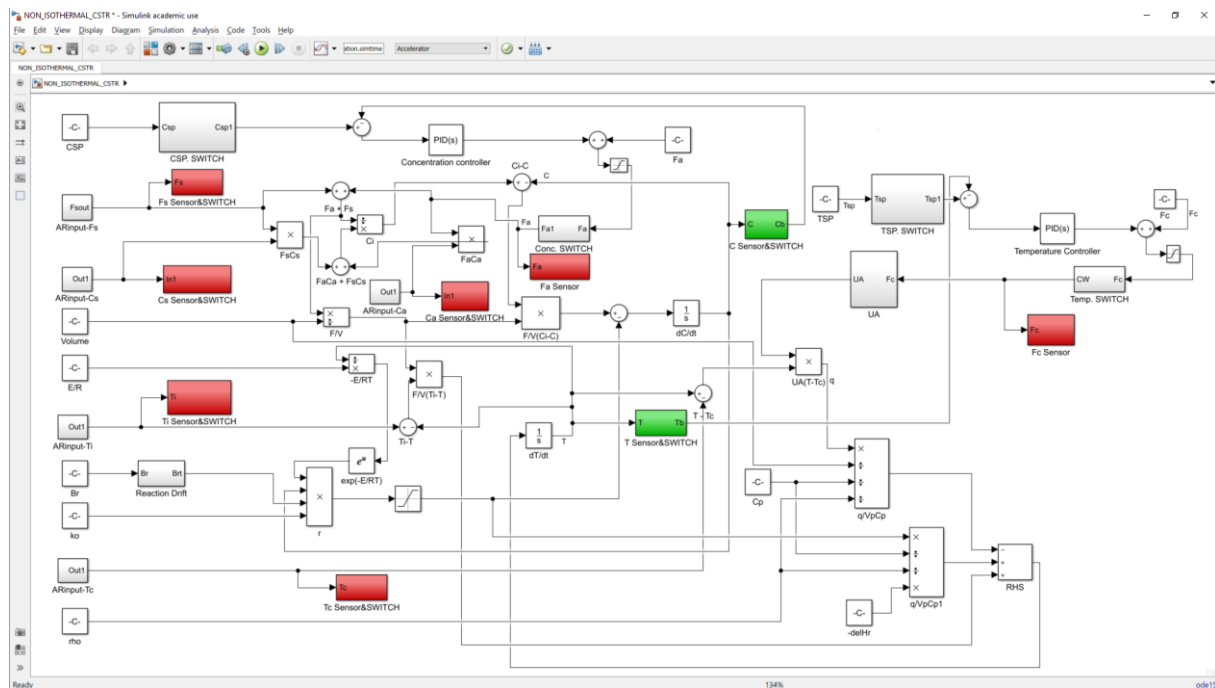 NON_ISOTHERMAL_CSTR * - Simulink academic use
File Edit View Display Diagram Simulation Analysis Code Tools Help
ation.simtime Accelerator
NON_ISOTHERMAL_CSTR
NON_ISOTHERMAL_CSTR
-C-
CSP
Csp Csp1
CSP. SWITCH
PID(s)
Concentration controller
-C-
Fa
Fs
Fs Sensor&SWITCH
Fsout
ARinput-Fs
Fa + Fs
Ci
FsCs
FaCa + FsCs
FaCa
Ci-C
C
Fa
Fa1 Fa
Conc. SWITCH
Fa
Fa Sensor
C Cb
C Sensor&SWITCH
-C-
TSP
Tsp
Tsp Tsp1
TSP. SWITCH
PID(s)
Temperature Controller
-C-
Fc
Fc
CW Fc
Temp. SWITCH
UA Fc
UA
Fc
Fc Sensor
Out1
ARinput-Cs
In1
Cs Sensor&SWITCH
Out1
ARinput-Ca
In1
Ca Sensor&SWITCH
-C-
Volume
F/V
F/V(Ci-C)
1
s
dC/dt
-C-
E/R
-E/RT
F/V(Ti-T)
UA(T-Tc)
q
Ti
Ti Sensor&SWITCH
Out1
ARinput-Ti
Ti-T
T - Tc
1
s
dT/dt
T
T Tb
T Sensor&SWITCH
-C-
Br
Br Brt
Reaction Drift
eu
exp(-E/RT)
r
-C-
ko
-C-
Cp
q/VpCp
Out1
ARinput-Tc
Tc
Tc Sensor&SWITCH
-C-
rho
-C-
-delHr
q/VpCp1
RHS
Ready 134% ode15